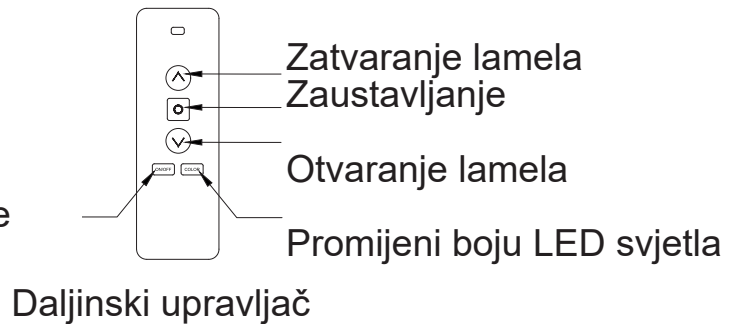 Zatvaranje lamela
Zaustavljanje
Otvaranje lamela
ON/OFF COLOR
Promijeni boju LED svjetla
Daljinski upravljač